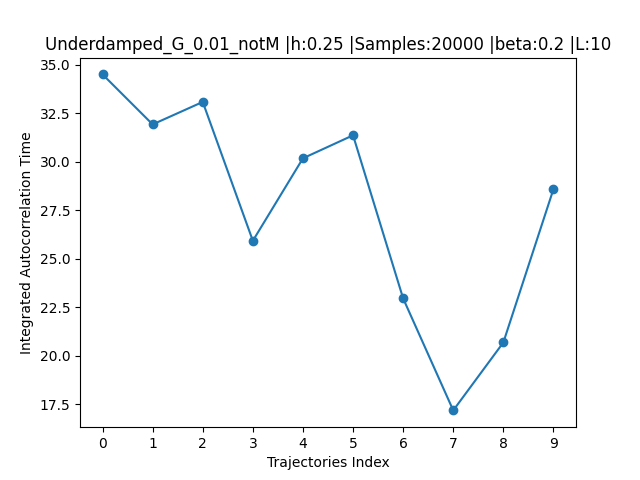 Underdamped_G_0.01_notM |h:0.25 |Samples:20000 |beta:0.2 |L:10
35.0
32.5
30.0
27.5
25.0
22.5
20.0
17.5
Integrated Autocorrelation Time
0 1 2 3 4 5 6 7 8 9
Trajectories Index